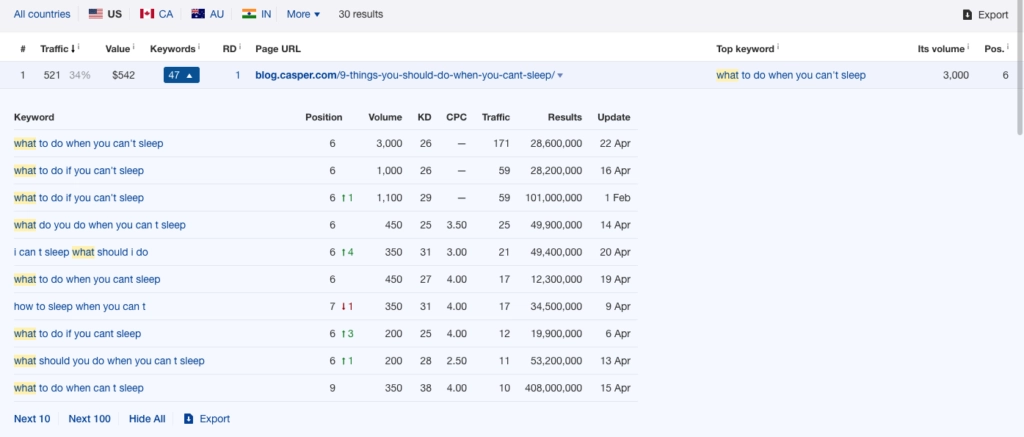 All countries US CA AU IN More 30 results Export
# Traffic Value Keywords RD Page URL Top keyword Its volume Pos.
1 521 34% $542 47 1 blog.casper.com/9-things-you-should-do-when-you-cant-sleep/ what to do when you can't sleep 3,000 6
Keyword Position Volume KD CPC Traffic Results Update
what to do when you can't sleep 6 3,000 26 — 171 28,600,000 22 Apr
what to do if you can't sleep 6 1,000 26 — 59 28,200,000 16 Apr
what to do if you can't sleep 6 ↑1 1,100 29 — 59 101,000,000 1 Feb
what do you do when you can t sleep 6 450 25 3.50 25 49,900,000 14 Apr
i can t sleep what should i do 6 ↑4 350 31 3.00 21 49,400,000 20 Apr
what to do when you cant sleep 6 450 27 4.00 17 12,300,000 19 Apr
how to sleep when you can t 7 ↓1 350 31 4.00 17 34,500,000 9 Apr
what to do if you cant sleep 6 ↑3 200 25 4.00 12 19,900,000 6 Apr
what should you do when you can t sleep 6 ↑1 200 28 2.50 11 53,200,000 13 Apr
what to do when can t sleep 9 350 38 4.00 10 408,000,000 15 Apr
Next 10 Next 100 Hide All Export